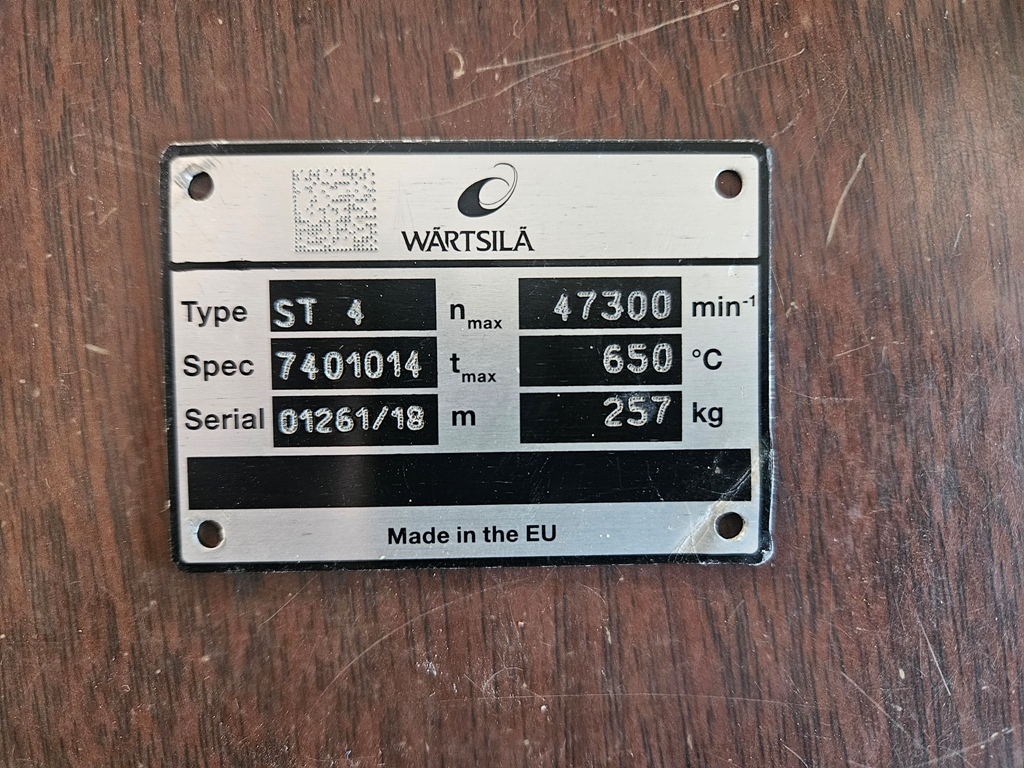 WÄRTSILÄ
Type ST 4 nmax 47300 min-1
Spec 7401014 tmax 650 °C
Serial 01261/18 m 257 kg
Made in the EU